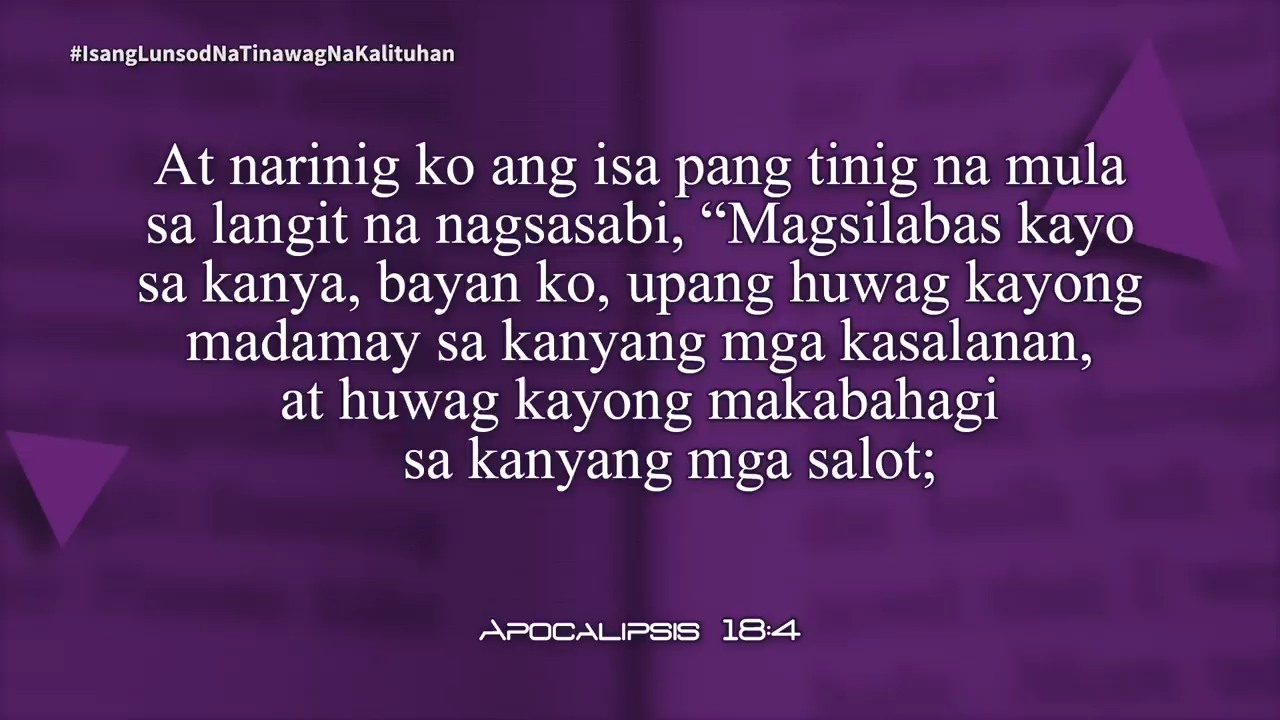 #IsangLunsodNaTinawagNaKalituhan
At narinig ko ang isa pang tinig na mula
sa langit na nagsasabi, “Magsilabas kayo
sa kanya, bayan ko, upang huwag kayong
madamay sa kanyang mga kasalanan,
at huwag kayong makabahagi
sa kanyang mga salot;
Apocalipsis 18:4